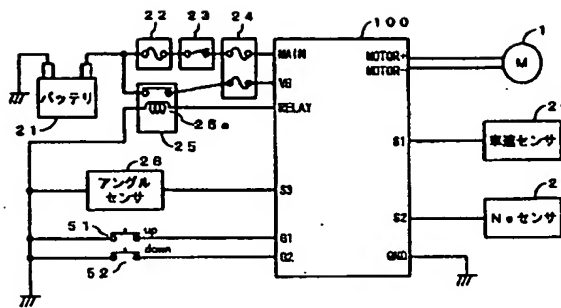 22
23
24
100
1
MAIN
MOTOR+
MOTOR-
M
VB
バッテリ
21
RELAY
26a
25
S1
車速センサ
26
アングル
センサ
S3
S2
Neセンサ
51
up
G1
down
G2
52
GND